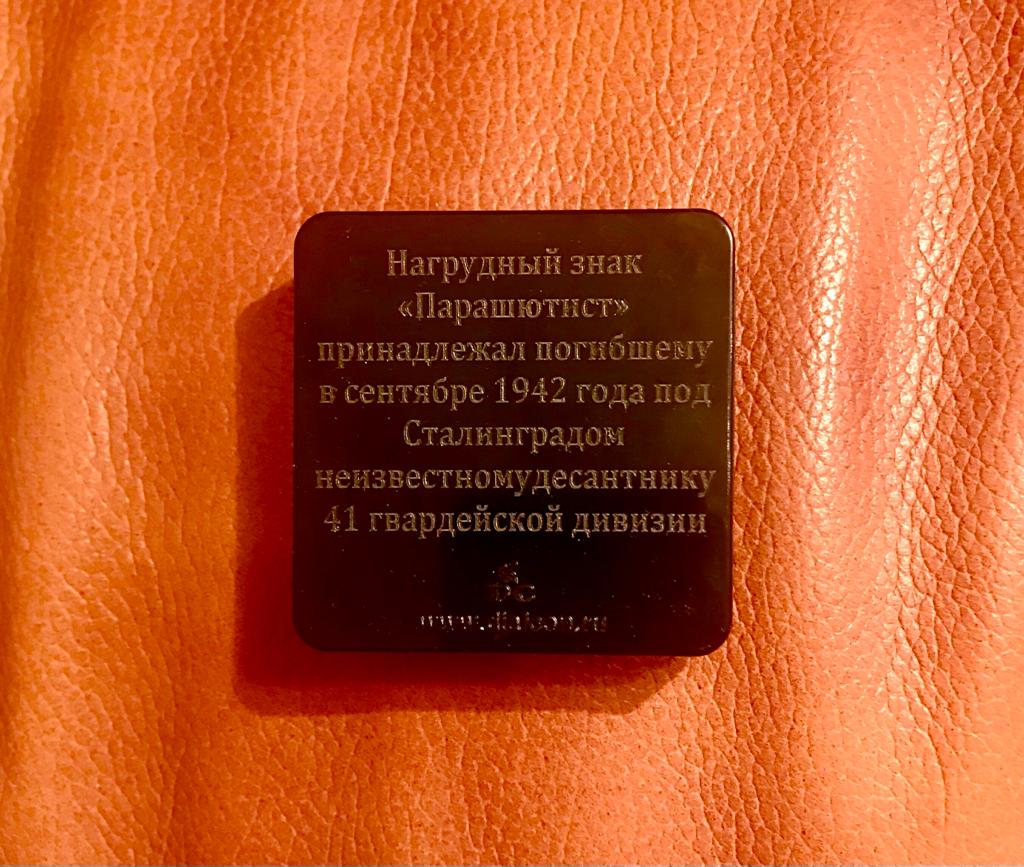 Нагрудный знак
«Парашютист»
принадлежал погибшему
в сентябре 1942 года под
Сталинградом
неизвестномудесантнику
41 гвардейской дивизии